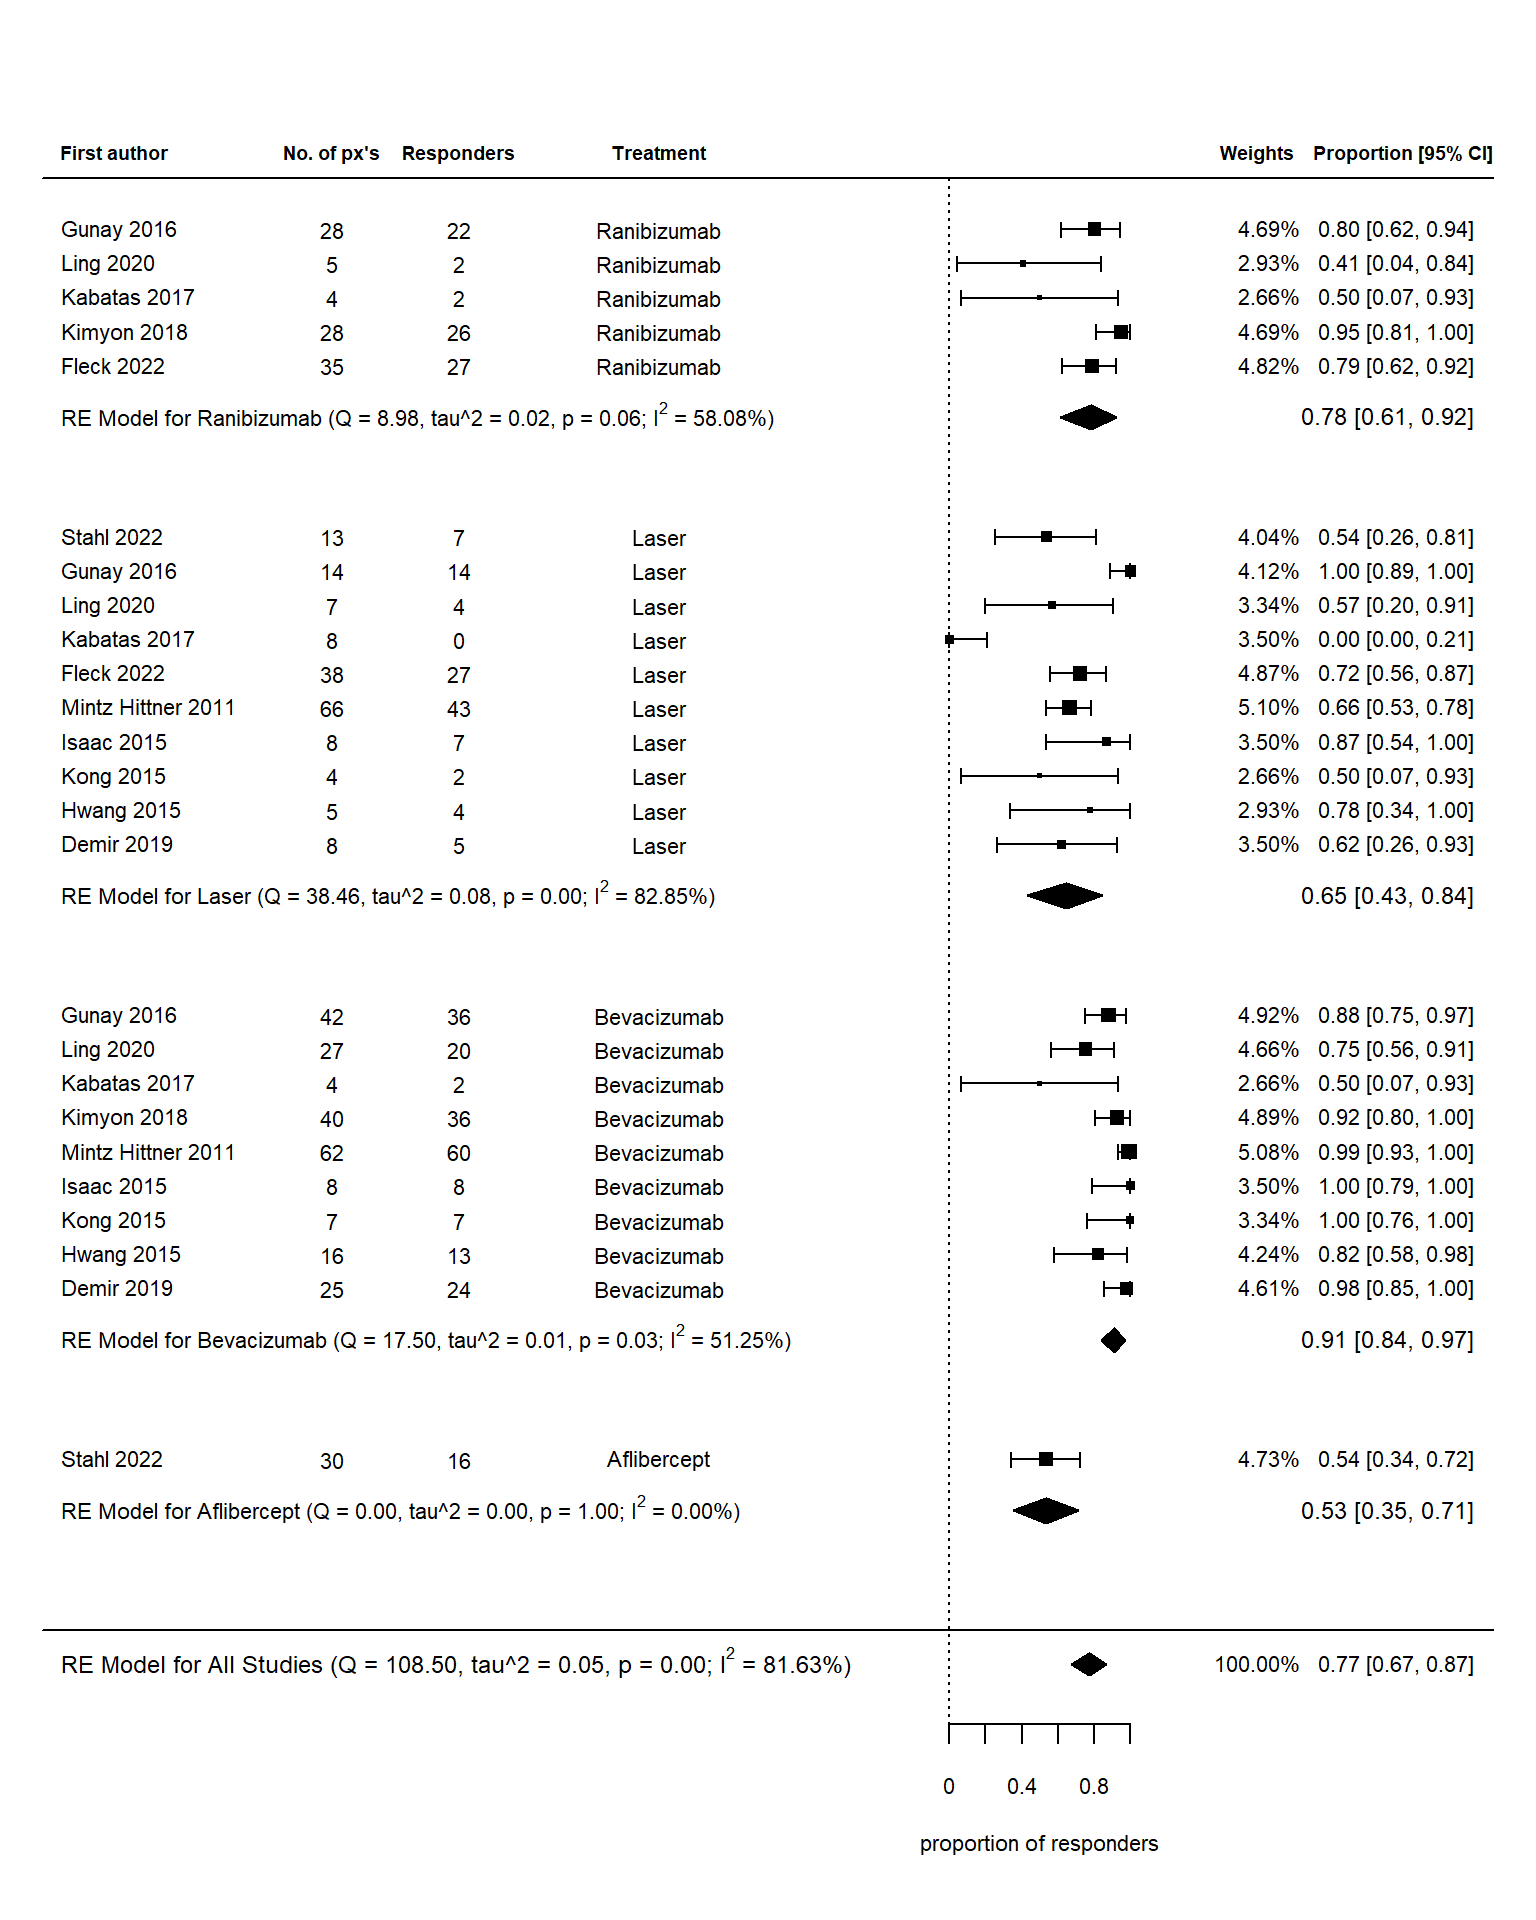 First author No. of px's Responders Treatment Weights Proportion [95% CI]
Gunay 2016 28 22 Ranibizumab 4.69% 0.80 [0.62, 0.94]
Ling 2020 5 2 Ranibizumab 2.93% 0.41 [0.04, 0.84]
Kabatas 2017 4 2 Ranibizumab 2.66% 0.50 [0.07, 0.93]
Kimyon 2018 28 26 Ranibizumab 4.69% 0.95 [0.81, 1.00]
Fleck 2022 35 27 Ranibizumab 4.82% 0.79 [0.62, 0.92]
RE Model for Ranibizumab (Q = 8.98, tau^2 = 0.02, p = 0.06; I² = 58.08%) 0.78 [0.61, 0.92]
Stahl 2022 13 7 Laser 4.04% 0.54 [0.26, 0.81]
Gunay 2016 14 14 Laser 4.12% 1.00 [0.89, 1.00]
Ling 2020 7 4 Laser 3.34% 0.57 [0.20, 0.91]
Kabatas 2017 8 0 Laser 3.50% 0.00 [0.00, 0.21]
Fleck 2022 38 27 Laser 4.87% 0.72 [0.56, 0.87]
Mintz Hittner 2011 66 43 Laser 5.10% 0.66 [0.53, 0.78]
Isaac 2015 8 7 Laser 3.50% 0.87 [0.54, 1.00]
Kong 2015 4 2 Laser 2.66% 0.50 [0.07, 0.93]
Hwang 2015 5 4 Laser 2.93% 0.78 [0.34, 1.00]
Demir 2019 8 5 Laser 3.50% 0.62 [0.26, 0.93]
RE Model for Laser (Q = 38.46, tau^2 = 0.08, p = 0.00; I² = 82.85%) 0.65 [0.43, 0.84]
Gunay 2016 42 36 Bevacizumab 4.92% 0.88 [0.75, 0.97]
Ling 2020 27 20 Bevacizumab 4.66% 0.75 [0.56, 0.91]
Kabatas 2017 4 2 Bevacizumab 2.66% 0.50 [0.07, 0.93]
Kimyon 2018 40 36 Bevacizumab 4.89% 0.92 [0.80, 1.00]
Mintz Hittner 2011 62 60 Bevacizumab 5.08% 0.99 [0.93, 1.00]
Isaac 2015 8 8 Bevacizumab 3.50% 1.00 [0.79, 1.00]
Kong 2015 7 7 Bevacizumab 3.34% 1.00 [0.76, 1.00]
Hwang 2015 16 13 Bevacizumab 4.24% 0.82 [0.58, 0.98]
Demir 2019 25 24 Bevacizumab 4.61% 0.98 [0.85, 1.00]
RE Model for Bevacizumab (Q = 17.50, tau^2 = 0.01, p = 0.03; I² = 51.25%) 0.91 [0.84, 0.97]
Stahl 2022 30 16 Aflibercept 4.73% 0.54 [0.34, 0.72]
RE Model for Aflibercept (Q = 0.00, tau^2 = 0.00, p = 1.00; I² = 0.00%) 0.53 [0.35, 0.71]
RE Model for All Studies (Q = 108.50, tau^2 = 0.05, p = 0.00; I² = 81.63%) 100.00% 0.77 [0.67, 0.87]
0 0.4 0.8
proportion of responders